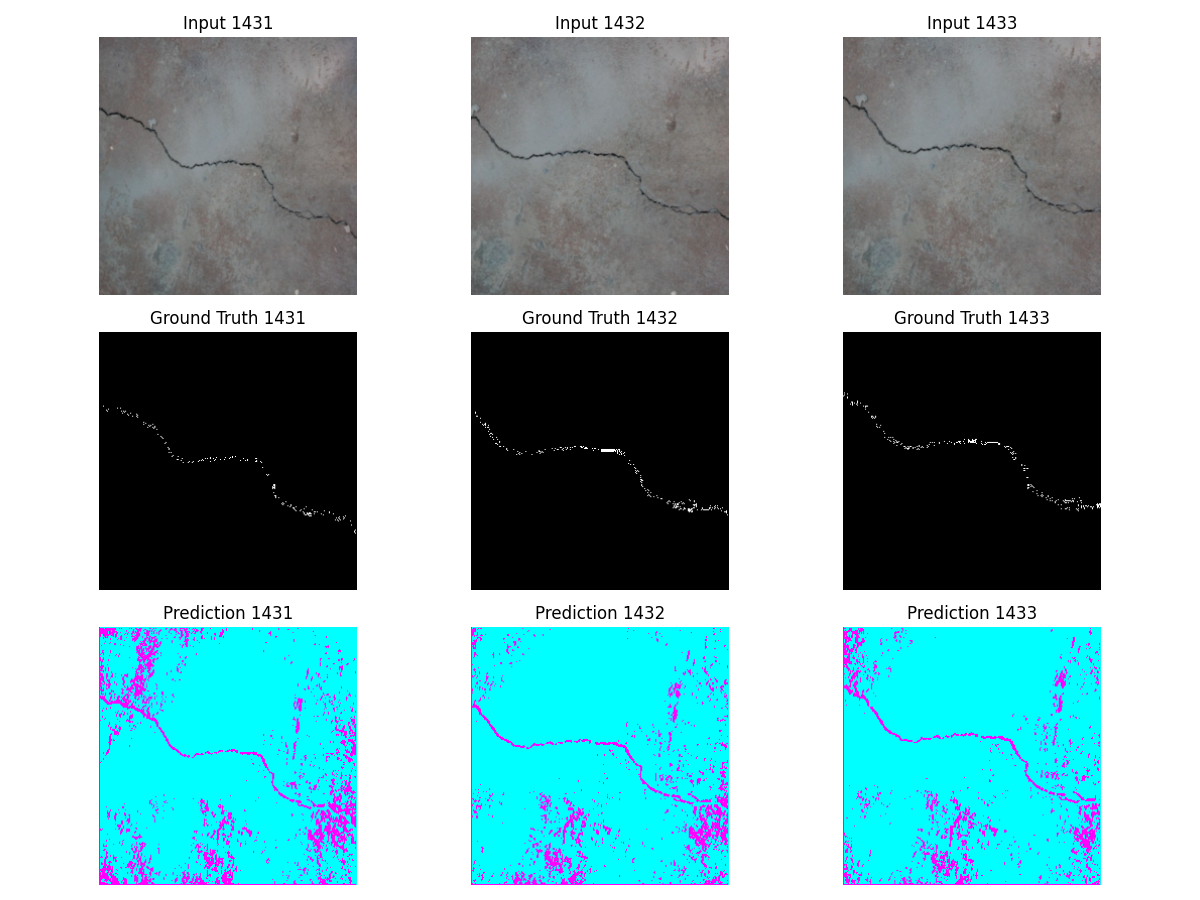 Input 1431
Input 1432
Input 1433
Ground Truth 1431
Ground Truth 1432
Ground Truth 1433
Prediction 1431
Prediction 1432
Prediction 1433